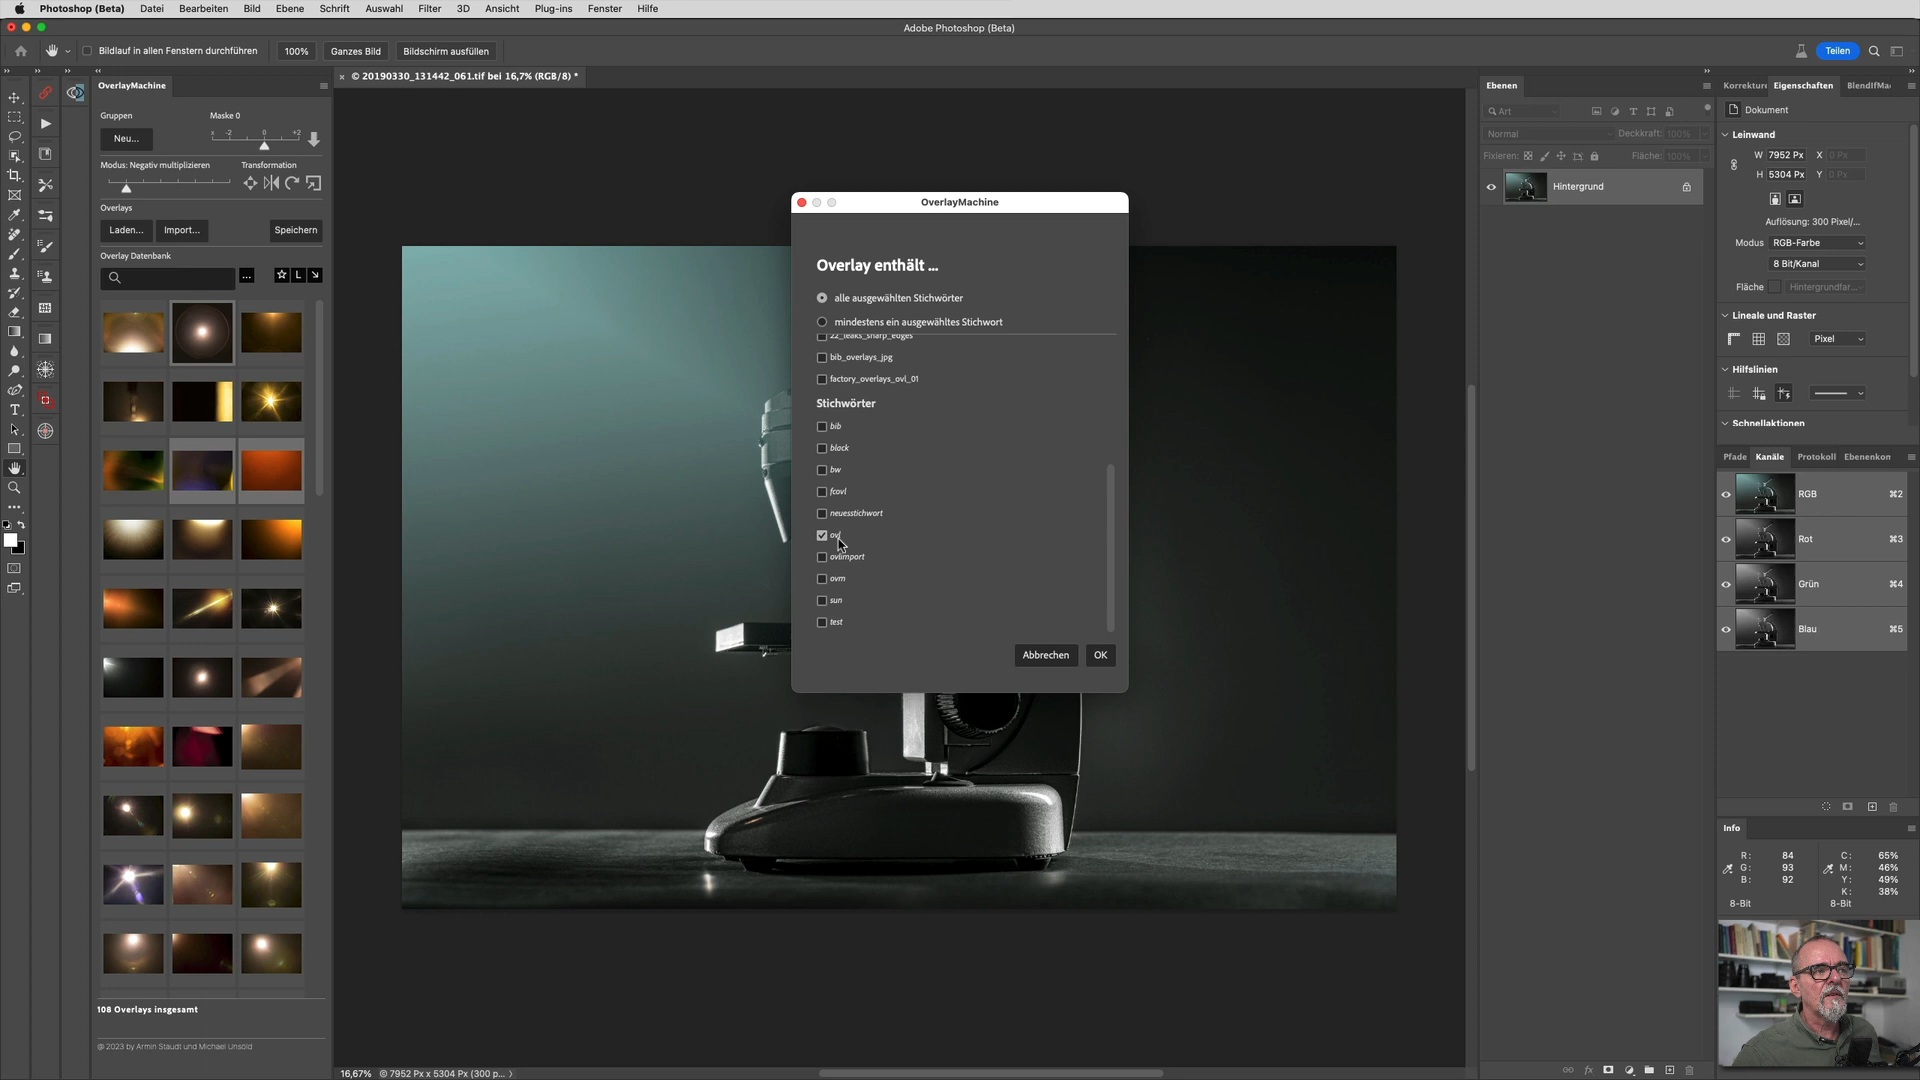 Photoshop (Beta) Datei Bearbeiten Bild Ebene Schrift Auswahl Filter 3D Ansicht Plug-ins Fenster Hilfe
Adobe Photoshop (Beta)
Bildlauf in allen Fenstern durchführen 100% Ganzes Bild Bildschirm ausfüllen Teilen
© 20190330_131442_061.tif bei 16,7% (RGB/8) *
OverlayMachine
Gruppen Maske 0
Neu... x -2 0 +2
Modus: Negativ multiplizieren Transformation
Overlays
Laden... Import... Speichern
Overlay Datenbank
... L
108 Overlays insgesamt
@ 2023 by Armin Staudt und Michael Unsöld
OverlayMachine
Overlay enthält ...
alle ausgewählten Stichwörter
mindestens ein ausgewähltes Stichwort
22_leaks_sharp_edges
bib_overlays_jpg
factory_overlays_ovl_01
Stichwörter
bib
black
bw
fcovl
neuesstichwort
ovl
ovlimport
ovm
sun
test
Abbrechen OK
16,67% © 7952 Px x 5304 Px (300 p...
Ebenen
Art
Normal Deckkraft: 100%
Fixieren: Fläche: 100%
Hintergrund
fx
Korrekture Eigenschaften BlendIfMa
Dokument
Leinwand
W 7952 Px X 0 Px
H 5304 Px Y 0 Px
Auflösung: 300 Pixel/...
Modus RGB-Farbe
8 Bit/Kanal
Fläche Hintergrundfar...
Lineale und Raster
Pixel
Hilfslinien
Schnellaktionen
Pfade Kanäle Protokoll Ebenenkon
RGB ⌘2
Rot ⌘3
Grün ⌘4
Blau ⌘5
Info
R: 84 C: 65%
G: 93 M: 46%
B: 92 Y: 49%
K: 38%
8-Bit 8-Bit